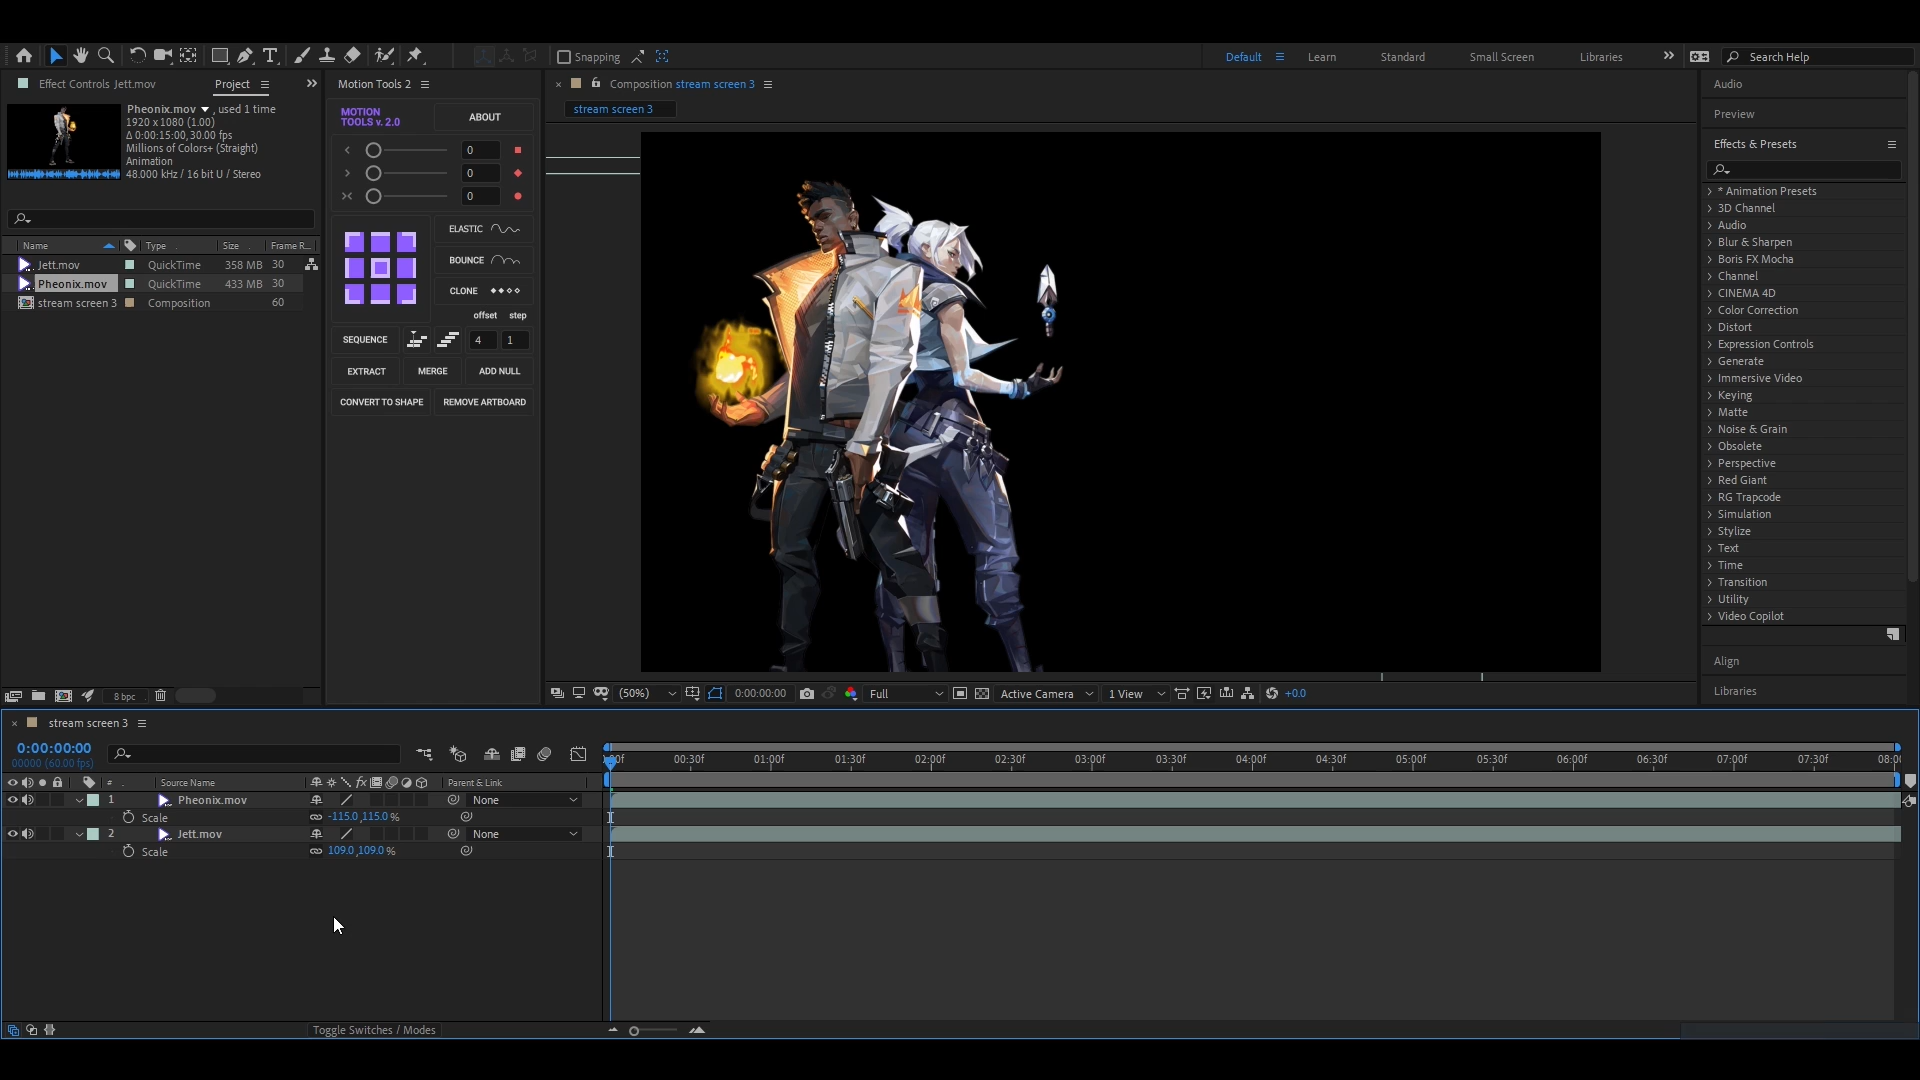 Snapping
Default
Learn
Standard
Small Screen
Libraries
Search Help
Effect Controls Jett.mov
Project
Pheonix.mov , used 1 time
1920 x 1080 (1.00)
Δ 0:00:15:00, 30.00 fps
Millions of Colors+ (Straight)
Animation
48.000 kHz / 16 bit U / Stereo
Name Type Size Frame R...
Jett.mov QuickTime 358 MB 30
Pheonix.mov QuickTime 433 MB 30
stream screen 3 Composition 60
8 bpc
Motion Tools 2
MOTION
TOOLS v. 2.0
ABOUT
0
0
0
ELASTIC
BOUNCE
CLONE
offset step
SEQUENCE 4 1
EXTRACT MERGE ADD NULL
CONVERT TO SHAPE REMOVE ARTBOARD
Composition stream screen 3
stream screen 3
(50%) 0:00:00:00 Full Active Camera 1 View +0.0
Audio
Preview
Effects & Presets
* Animation Presets
3D Channel
Audio
Blur & Sharpen
Boris FX Mocha
Channel
CINEMA 4D
Color Correction
Distort
Expression Controls
Generate
Immersive Video
Keying
Matte
Noise & Grain
Obsolete
Perspective
Red Giant
RG Trapcode
Simulation
Stylize
Text
Time
Transition
Utility
Video Copilot
Align
Libraries
stream screen 3
0:00:00:00
00000 (60.00 fps)
00f 00:30f 01:00f 01:30f 02:00f 02:30f 03:00f 03:30f 04:00f 04:30f 05:00f 05:30f 06:00f 06:30f 07:00f 07:30f 08:00
# Source Name fx Parent & Link
1 Pheonix.mov None
Scale -115.0,115.0 %
2 Jett.mov None
Scale 109.0,109.0 %
Toggle Switches / Modes